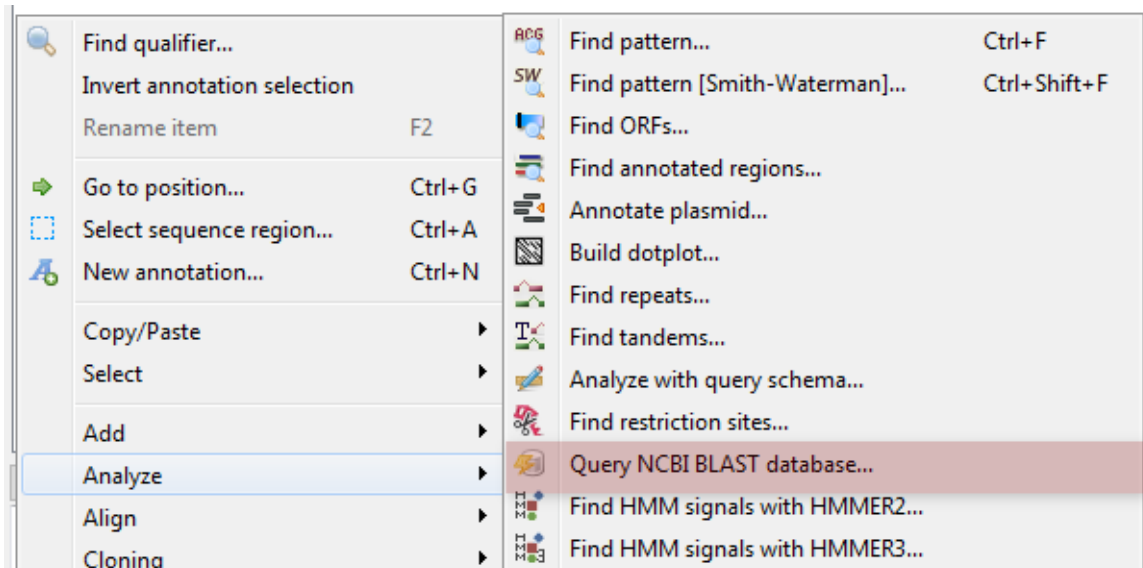 Find qualifier...
Invert annotation selection
Rename item F2
Go to position... Ctrl+G
Select sequence region... Ctrl+A
New annotation... Ctrl+N
Copy/Paste
Select
Add
Analyze
Align
Cloning
ACG Find pattern... Ctrl+F
SW Find pattern [Smith-Waterman]... Ctrl+Shift+F
Find ORFs...
Find annotated regions...
Annotate plasmid...
Build dotplot...
Find repeats...
T Find tandems...
Analyze with query schema...
Find restriction sites...
Query NCBI BLAST database...
Find HMM signals with HMMER2...
Find HMM signals with HMMER3...